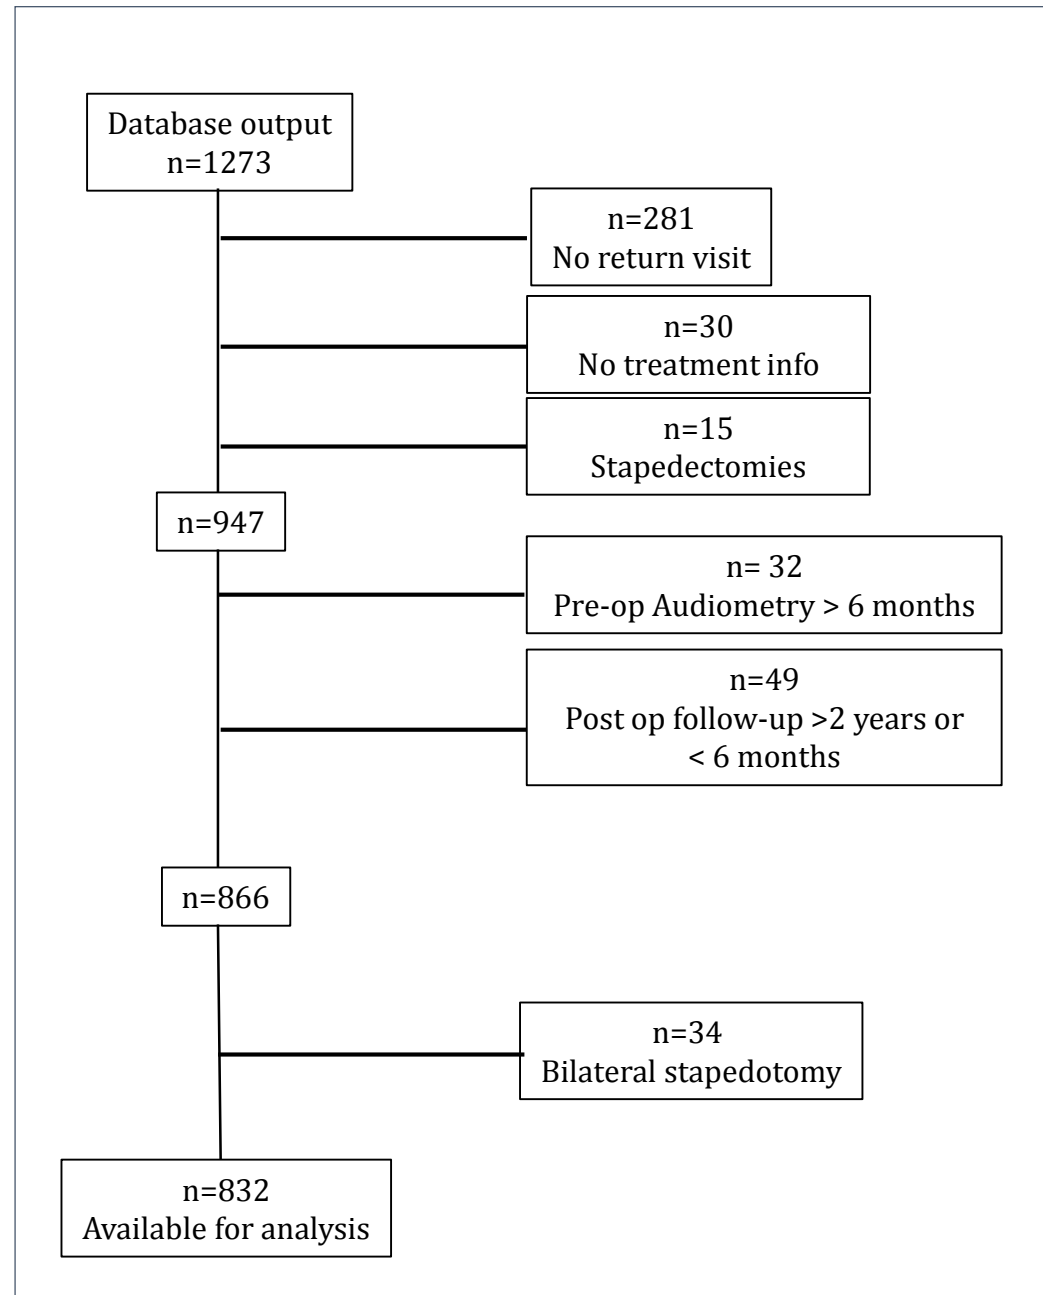 Database output
n=1273
n=281
No return visit
n=30
No treatment info
n=15
Stapedectomies
n=947
n= 32
Pre-op Audiometry > 6 months
n=49
Post op follow-up >2 years or
< 6 months
n=866
n=34
Bilateral stapedotomy
n=832
Available for analysis